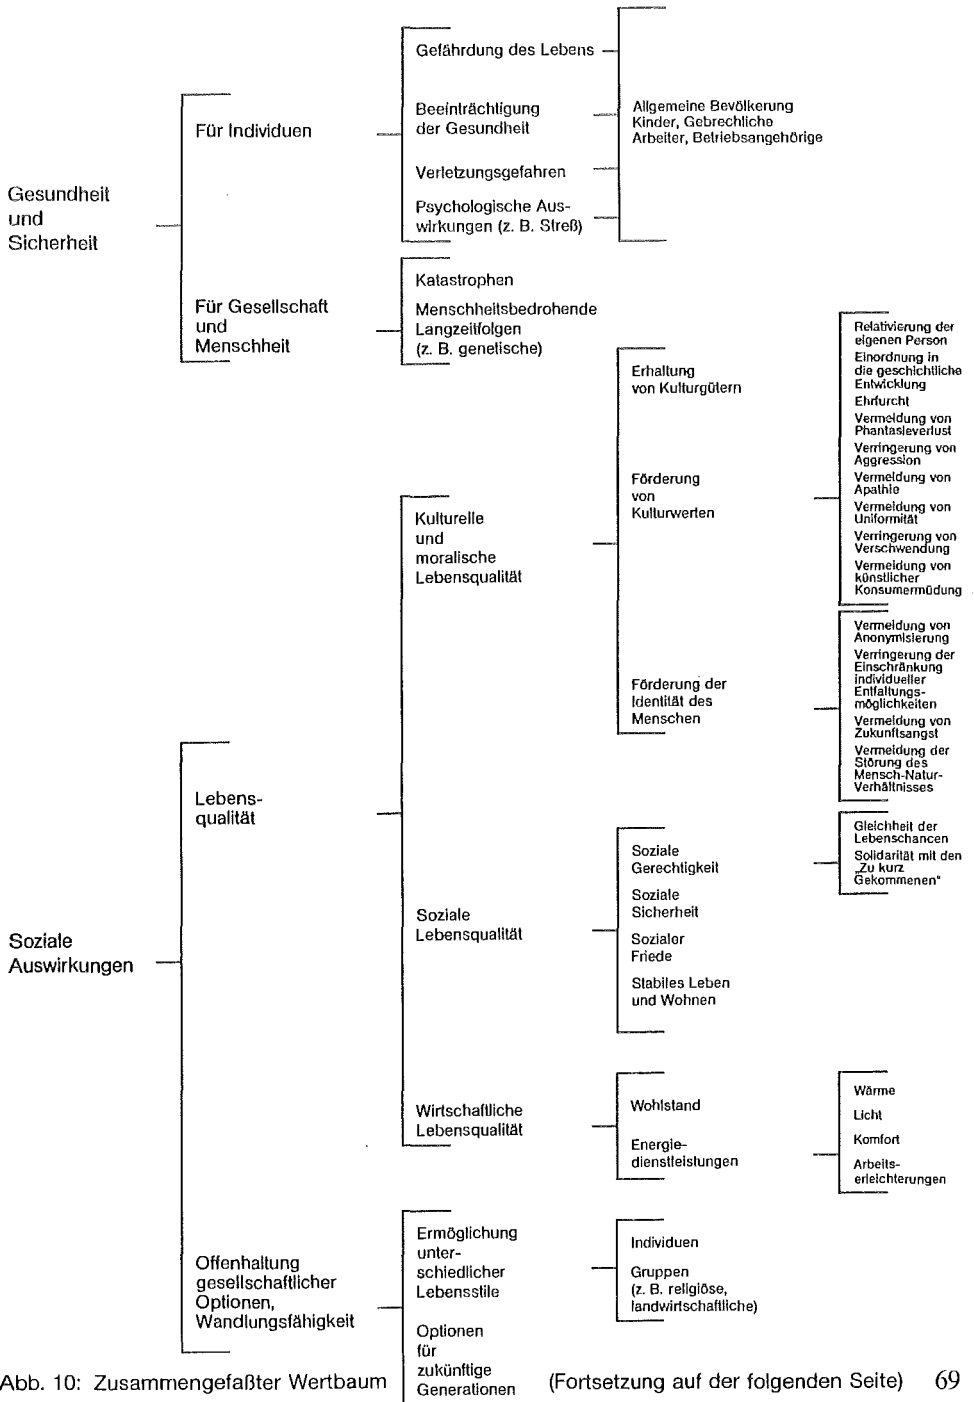 Gesundheit
und
Sicherheit
Für Individuen
Gefährdung des Lebens
Beeinträchtigung
der Gesundheit
Verletzungsgefahren
Psychologische Aus-
wirkungen (z. B. Streß)
Allgemeine Bevölkerung
Kinder, Gebrechliche
Arbeiter, Betriebsangehörige
Für Gesellschaft
und
Menschheit
Katastrophen
Menschheitsbedrohende
Langzeitfolgen
(z. B. genetische)
Soziale
Auswirkungen
Lebens-
qualität
Kulturelle
und
moralische
Lebensqualität
Erhaltung
von Kulturgütern
Förderung
von
Kulturwerten
Relativierung der
eigenen Person
Einordnung in
die geschichtliche
Entwicklung
Ehrfurcht
Vermeidung von
Phantasieverlust
Verringerung von
Aggression
Vermeidung von
Apathie
Vermeidung von
Uniformität
Verringerung von
Verschwendung
Vermeidung von
künstlicher
Konsumermüdung
Förderung der
Identität des
Menschen
Vermeidung von
Anonymisierung
Verringerung der
Einschränkung
individueller
Entfaltungs-
möglichkeiten
Vermeidung von
Zukunftsangst
Vermeidung der
Störung des
Mensch-Natur-
Verhältnisses
Soziale
Lebensqualität
Soziale
Gerechtigkeit
Gleichheit der
Lebenschancen
Solidarität mit den
„Zu kurz
Gekommenen“
Soziale
Sicherheit
Sozialer
Friede
Stabiles Leben
und Wohnen
Wirtschaftliche
Lebensqualität
Wohlstand
Energie-
dienstleistungen
Wärme
Licht
Komfort
Arbeits-
erleichterungen
Offenhaltung
gesellschaftlicher
Optionen,
Wandlungsfähigkeit
Ermöglichung
unter-
schiedlicher
Lebensstile
Individuen
Gruppen
(z. B. religiöse,
landwirtschaftliche)
Optionen
für
zukünftige
Generationen
Abb. 10: Zusammengefaßter Wertbaum (Fortsetzung auf der folgenden Seite) 69